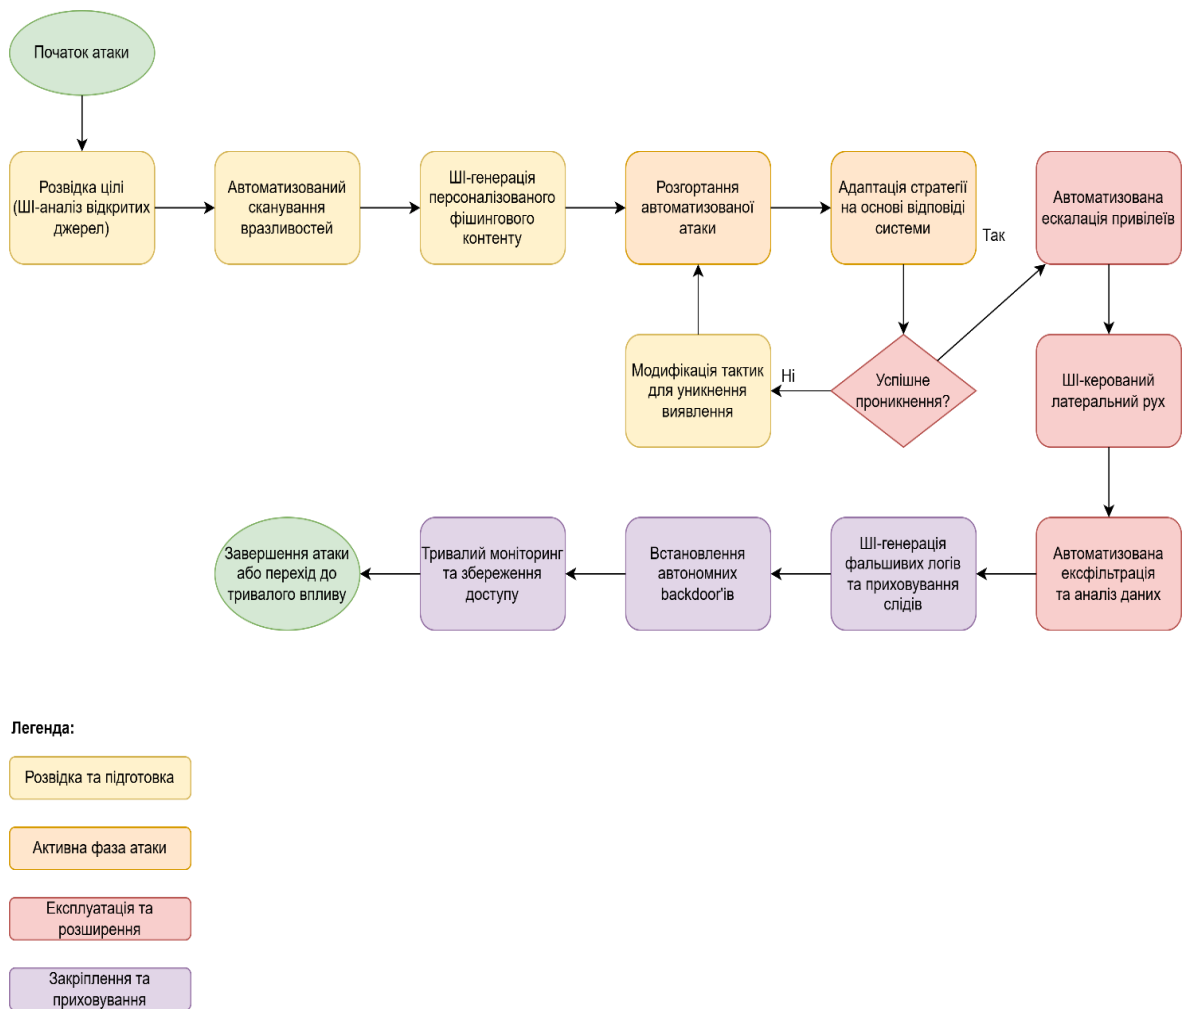 Початок атаки
Розвідка цілі
(ШІ-аналіз відкритих
джерел)
Автоматизований
сканування
вразливостей
ШІ-генерація
персоналізованого
фішингового
контенту
Розгортання
автоматизованої
атаки
Адаптація стратегії
на основі відповіді
системи
Так
Автоматизована
ескалація привілеїв
Модифікація тактик
для уникнення
виявлення
Ні
Успішне
проникнення?
ШІ-керований
латеральний рух
Завершення атаки
або перехід до
тривалого впливу
Тривалий моніторинг
та збереження
доступу
Встановлення
автономних
backdoor'ів
ШІ-генерація
фальшивих логів
та приховування
слідів
Автоматизована
ексфільтрація
та аналіз даних
Легенда:
Розвідка та підготовка
Активна фаза атаки
Експлуатація та
розширення
Закріплення та
приховування